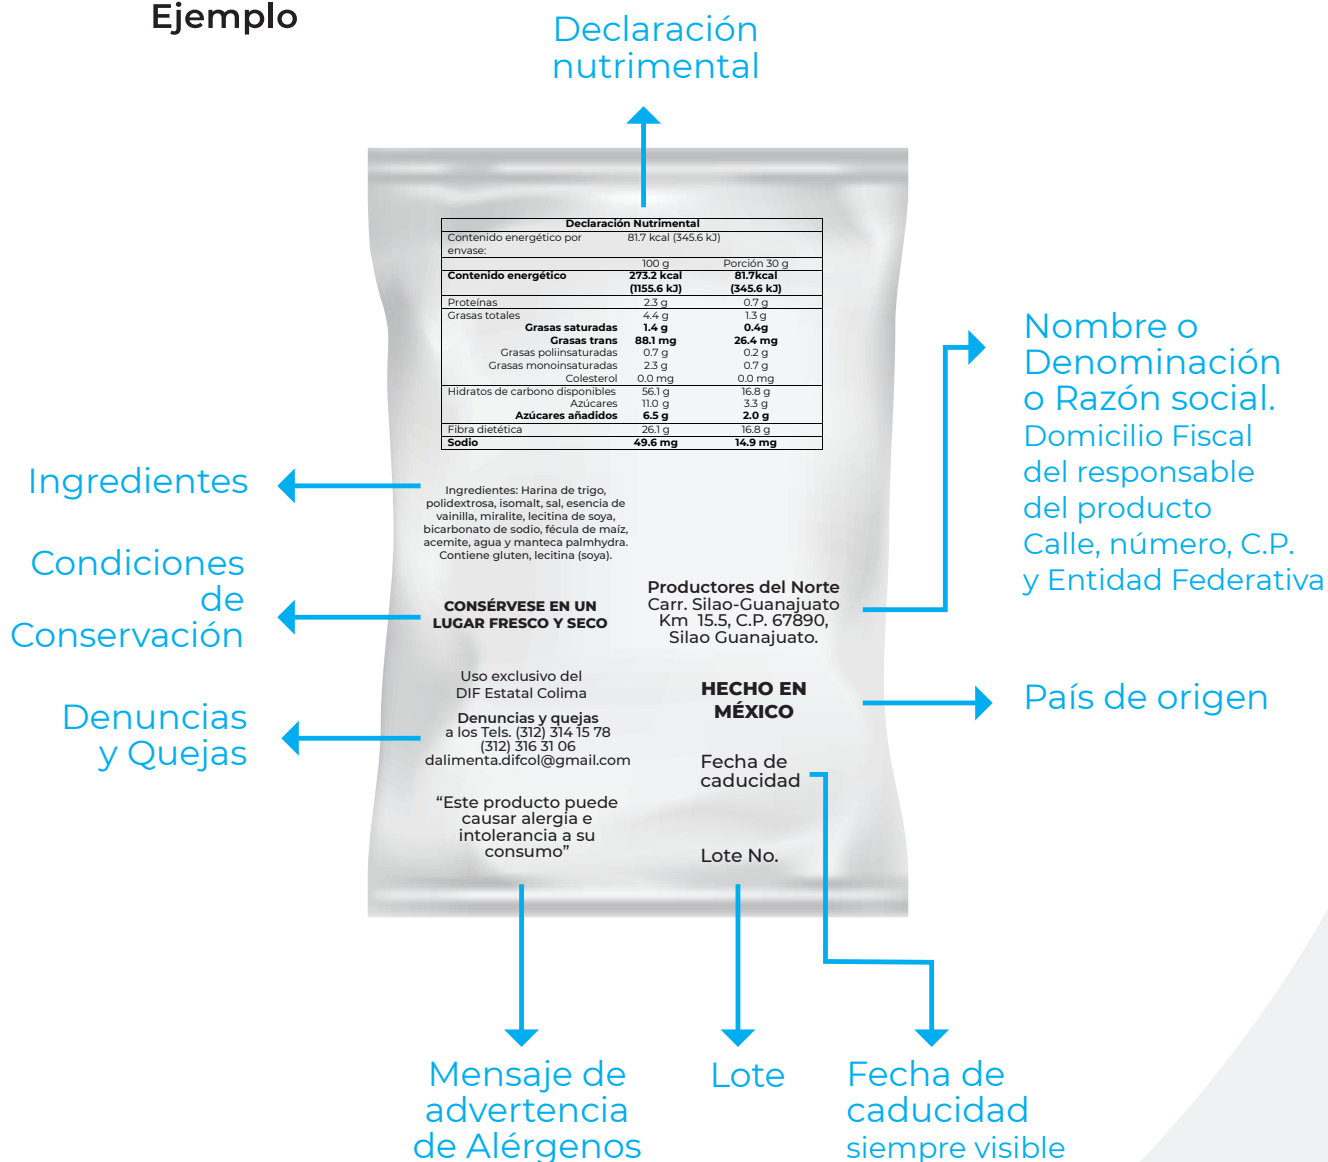 Ejemplo
Declaración
nutrimental
Declaración Nutrimental
Contenido energético por
envase:
81.7 kcal (345.6 kJ)
100 g Porción 30 g
Contenido energético 273.2 kcal 81.7kcal
(1155.6 kJ) (345.6 kJ)
Proteínas 2.3 g 0.7 g
Grasas totales 4.4 g 1.3 g
Grasas saturadas 1.4 g 0.4g
Grasas trans 88.1 mg 26.4 mg
Grasas poliinsaturadas 0.7 g 0.2 g
Grasas monoinsaturadas 2.3 g 0.7 g
Colesterol 0.0 mg 0.0 mg
Hidratos de carbono disponibles 56.1 g 16.8 g
Azúcares 11.0 g 3.3 g
Azúcares añadidos 6.5 g 2.0 g
Fibra dietética 26.1 g 16.8 g
Sodio 49.6 mg 14.9 mg
Nombre o
Denominación
o Razón social.
Domicilio Fiscal
del responsable
del producto
Calle, número, C.P.
y Entidad Federativa
Ingredientes
Ingredientes: Harina de trigo,
polidextrosa, isomalt, sal, esencia de
vainilla, miralite, lecitina de soya,
bicarbonato de sodio, fécula de maíz,
acemite, agua y manteca palmhydra.
Contiene gluten, lecitina (soya).
Condiciones
de
Conservación
CONSÉRVESE EN UN
LUGAR FRESCO Y SECO
Productores del Norte
Carr. Silao-Guanajuato
Km 15.5, C.P. 67890,
Silao Guanajuato.
Uso exclusivo del
DIF Estatal Colima
HECHO EN
MÉXICO
País de origen
Denuncias
y Quejas
Denuncias y quejas
a los Tels. (312) 314 15 78
(312) 316 31 06
dalimenta.difcol@gmail.com
Fecha de
caducidad
“Este producto puede
causar alergia e
intolerancia a su
consumo”
Lote No.
Mensaje de
advertencia
de Alérgenos
Lote
Fecha de
caducidad
siempre visible